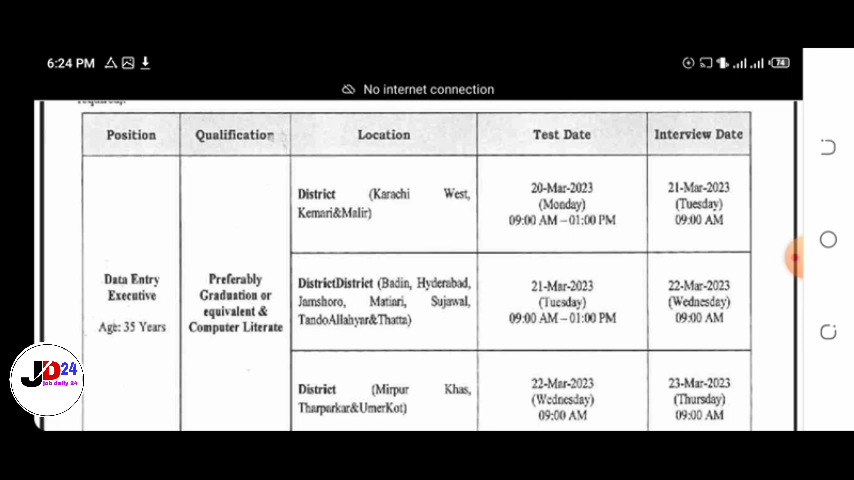 6:24 PM
74
No internet connection
required).
Position
Qualification
Location
Test Date
Interview Date
Data Entry
Executive
Age: 35 Years
Preferably
Graduation or
equivalent &
Computer Literate
District (Karachi West,
Kemari&Malir)
20-Mar-2023
(Monday)
09:00 AM – 01:00 PM
21-Mar-2023
(Tuesday)
09:00 AM
DistrictDistrict (Badin, Hyderabad,
Jamshoro, Matiari, Sujawal,
TandoAllahyar&Thatta)
21-Mar-2023
(Tuesday)
09:00 AM – 01:00 PM
22-Mar-2023
(Wednesday)
09:00 AM
District (Mirpur Khas,
Tharparkar&UmerKot)
22-Mar-2023
(Wednesday)
09:00 AM
23-Mar-2023
(Thursday)
09:00 AM
JD 24
job daily 24